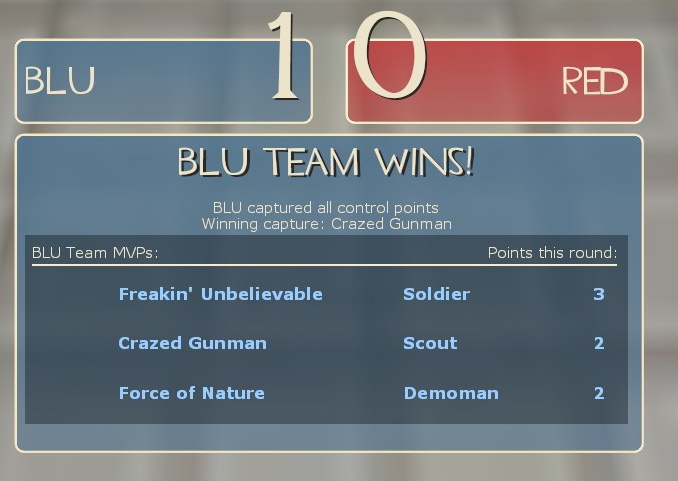 BLU 1 0 RED
BLU TEAM WINS!
BLU captured all control points
Winning capture: Crazed Gunman
BLU Team MVPs: Points this round:
Freakin' Unbelievable Soldier 3
Crazed Gunman Scout 2
Force of Nature Demoman 2